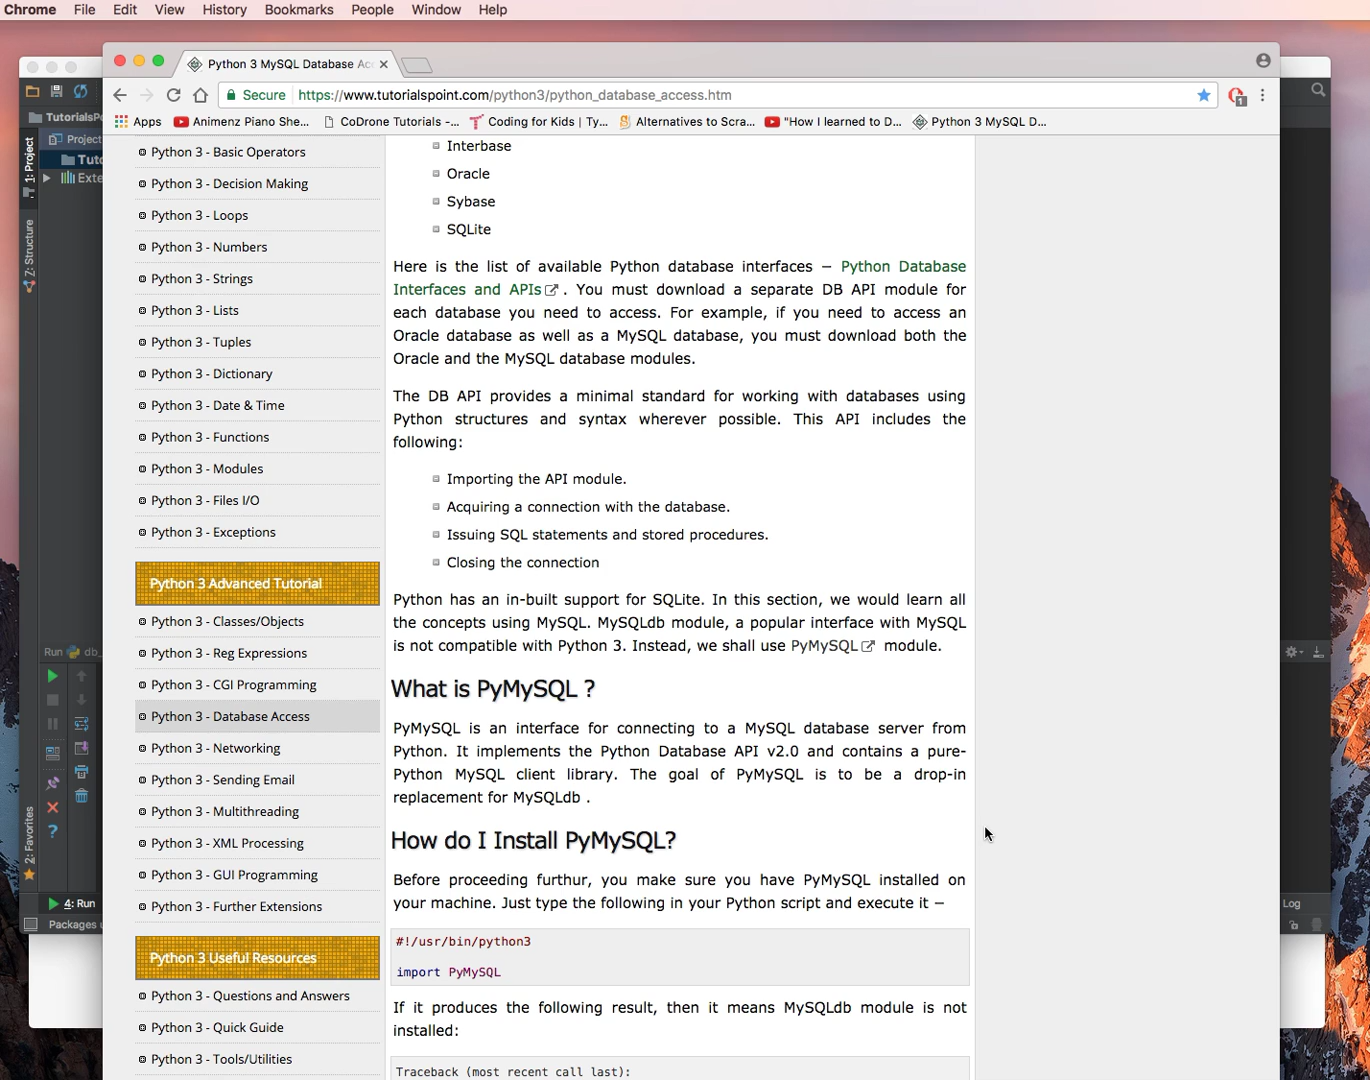 Chrome File Edit View History Bookmarks People Window Help
Python 3 MySQL Database Ac
Secure https://www.tutorialspoint.com/python3/python_database_access.htm
1
Apps Animenz Piano She... CoDrone Tutorials -... Coding for Kids | Ty... Alternatives to Scra... "How I learned to D... Python 3 MySQL D...
TutorialsP
Project
1: Project
Tuto
Exte
Z: Structure
2: Favorites
Run db_
?
4: Run
Packages
Log
Python 3 - Basic Operators
Python 3 - Decision Making
Python 3 - Loops
Python 3 - Numbers
Python 3 - Strings
Python 3 - Lists
Python 3 - Tuples
Python 3 - Dictionary
Python 3 - Date & Time
Python 3 - Functions
Python 3 - Modules
Python 3 - Files I/O
Python 3 - Exceptions
Python 3 Advanced Tutorial
Python 3 - Classes/Objects
Python 3 - Reg Expressions
Python 3 - CGI Programming
Python 3 - Database Access
Python 3 - Networking
Python 3 - Sending Email
Python 3 - Multithreading
Python 3 - XML Processing
Python 3 - GUI Programming
Python 3 - Further Extensions
Python 3 Useful Resources
Python 3 - Questions and Answers
Python 3 - Quick Guide
Python 3 - Tools/Utilities
Interbase
Oracle
Sybase
SQLite
Here is the list of available Python database interfaces – Python Database
Interfaces and APIs . You must download a separate DB API module for
each database you need to access. For example, if you need to access an
Oracle database as well as a MySQL database, you must download both the
Oracle and the MySQL database modules.
The DB API provides a minimal standard for working with databases using
Python structures and syntax wherever possible. This API includes the
following:
Importing the API module.
Acquiring a connection with the database.
Issuing SQL statements and stored procedures.
Closing the connection
Python has an in-built support for SQLite. In this section, we would learn all
the concepts using MySQL. MySQLdb module, a popular interface with MySQL
is not compatible with Python 3. Instead, we shall use PyMySQL module.
What is PyMySQL ?
PyMySQL is an interface for connecting to a MySQL database server from
Python. It implements the Python Database API v2.0 and contains a pure-
Python MySQL client library. The goal of PyMySQL is to be a drop-in
replacement for MySQLdb .
How do I Install PyMySQL?
Before proceeding furthur, you make sure you have PyMySQL installed on
your machine. Just type the following in your Python script and execute it –
#!/usr/bin/python3
import PyMySQL
If it produces the following result, then it means MySQLdb module is not
installed:
Traceback (most recent call last):